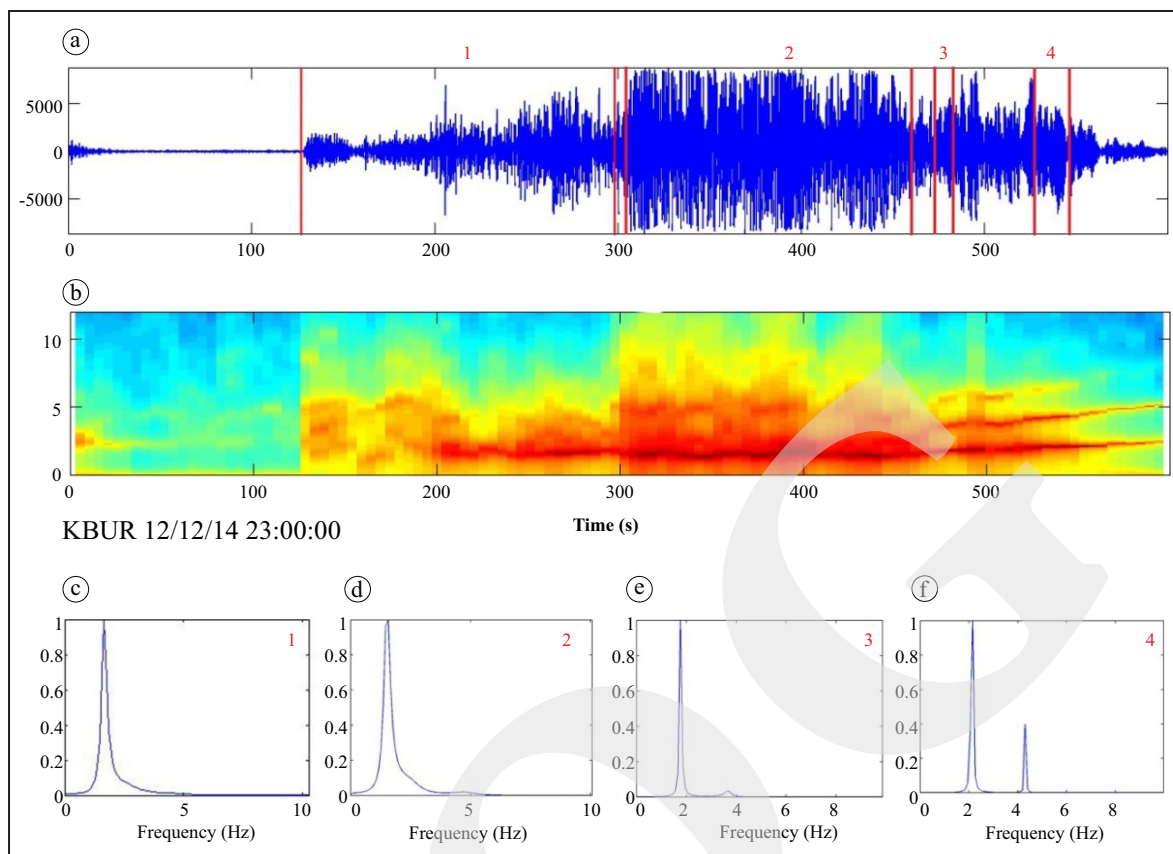 a
1 2 3 4
5000
0
-5000
0 100 200 300 400 500
b
10
5
0
0 100 200 300 400 500
Time (s)
KBUR 12/12/14 23:00:00
c d e f
1 1 1 1
1 2 3 4
0.8 0.8 0.8 0.8
0.6 0.6 0.6 0.6
0.4 0.4 0.4 0.4
0.2 0.2 0.2 0.2
0 0 0 0
0 5 10 0 5 10 0 2 4 6 8 0 2 4 6 8
Frequency (Hz) Frequency (Hz) Frequency (Hz) Frequency (Hz)
G